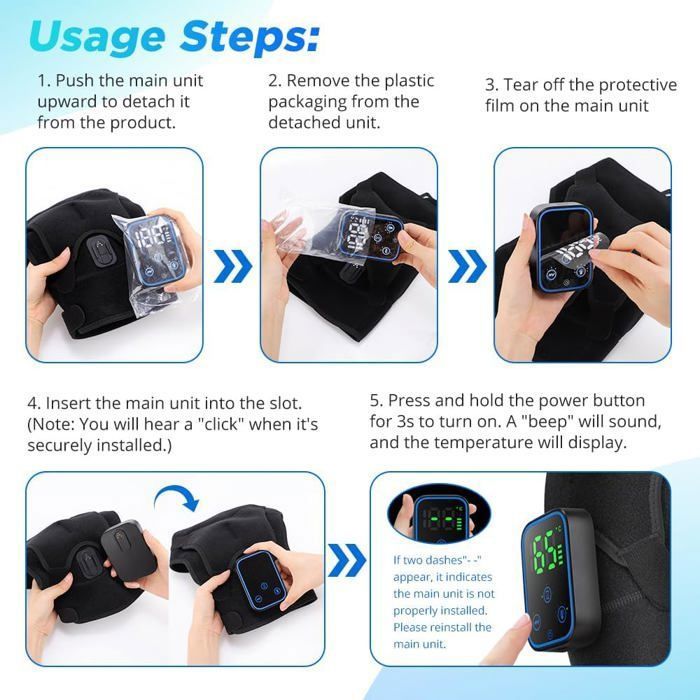 Usage Steps:
1. Push the main unit
upward to detach it
from the product.
2. Remove the plastic
packaging from the
detached unit.
3. Tear off the protective
film on the main unit
4. Insert the main unit into the slot.
(Note: You will hear a "click" when it's
securely installed.)
5. Press and hold the power button
for 3s to turn on. A "beep" will sound,
and the temperature will display.
If two dashes"- -"
appear, it indicates
the main unit is not
properly installed.
Please reinstall the
main unit.
65